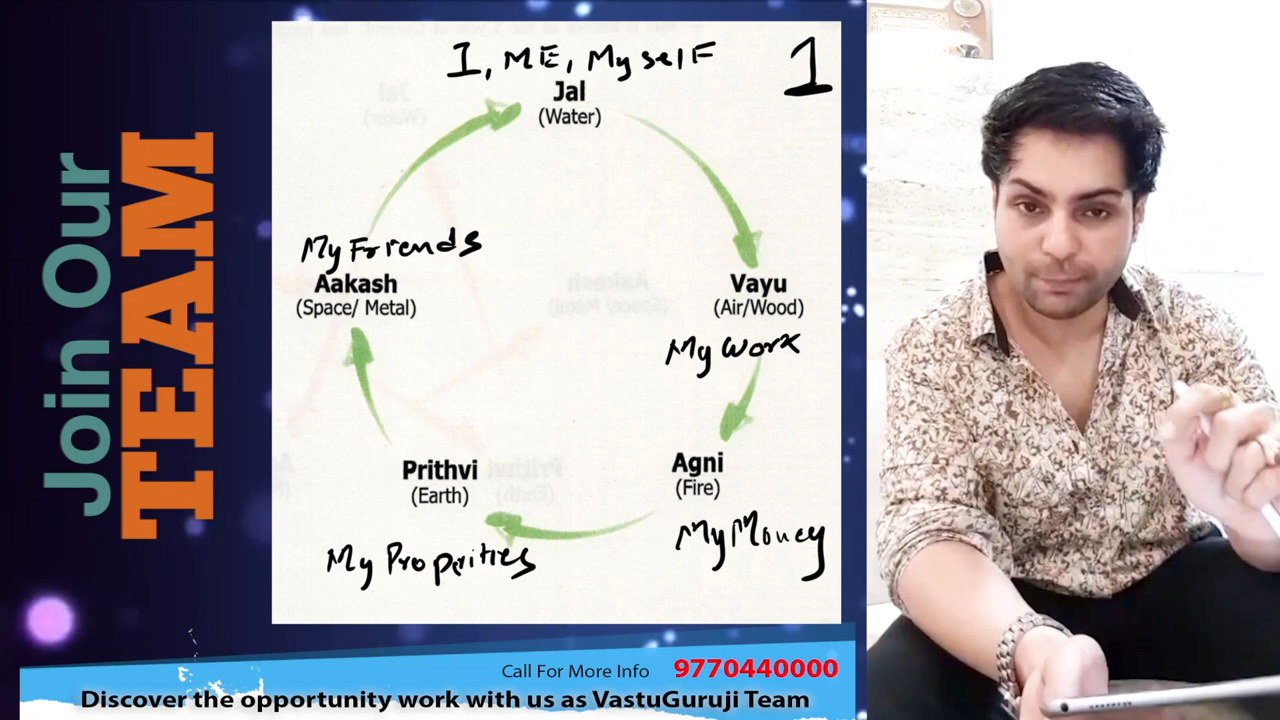 Join Our
TEAM
I, ME, Myself
1
Jal
(Water)
My Friends
Aakash
(Space/ Metal)
Vayu
(Air/Wood)
My Work
Prithvi
(Earth)
Agni
(Fire)
My Properities
My Money
Call For More Info 9770440000
Discover the opportunity work with us as VastuGuruji Team